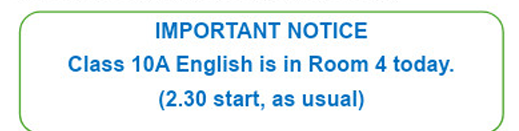 IMPORTANT NOTICE
Class 10A English is in Room 4 today.
(2.30 start, as usual)